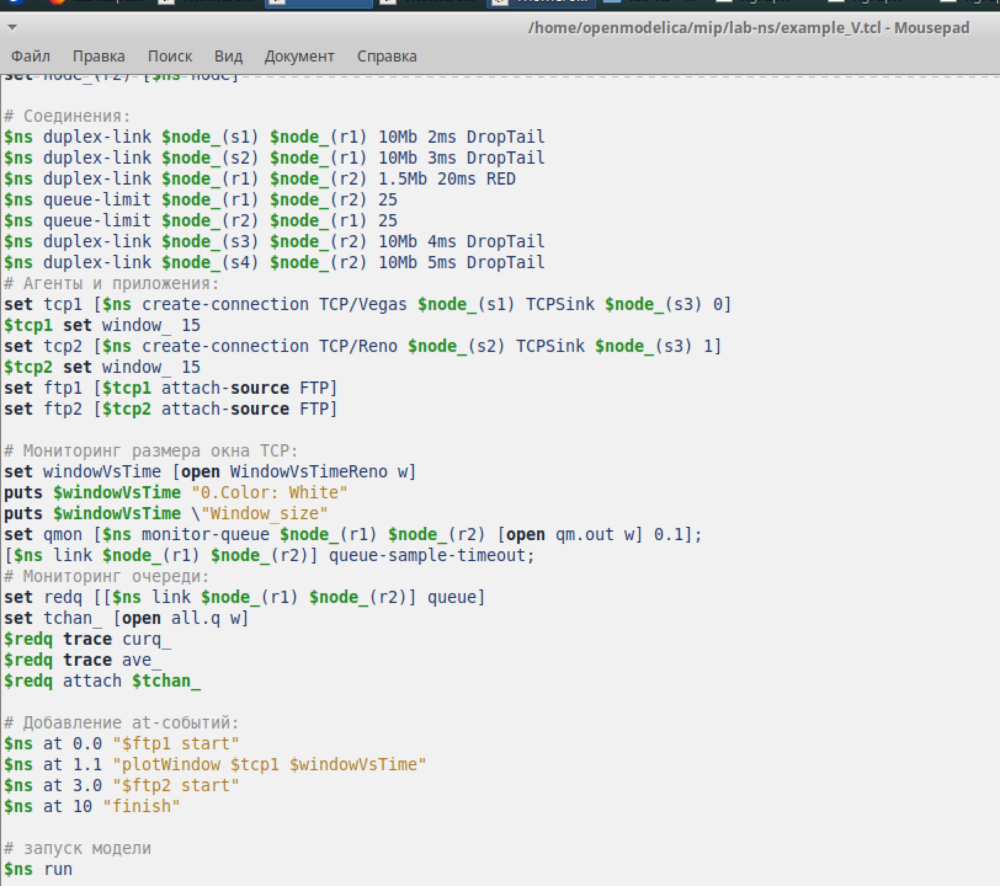 /home/openmodelica/mip/lab-ns/example_V.tcl - Mousepad
Файл Правка Поиск Вид Документ Справка
set node_(r2) [$ns node]
# Соединения:
$ns duplex-link $node_(s1) $node_(r1) 10Mb 2ms DropTail
$ns duplex-link $node_(s2) $node_(r1) 10Mb 3ms DropTail
$ns duplex-link $node_(r1) $node_(r2) 1.5Mb 20ms RED
$ns queue-limit $node_(r1) $node_(r2) 25
$ns queue-limit $node_(r2) $node_(r1) 25
$ns duplex-link $node_(s3) $node_(r2) 10Mb 4ms DropTail
$ns duplex-link $node_(s4) $node_(r2) 10Mb 5ms DropTail
# Агенты и приложения:
set tcp1 [$ns create-connection TCP/Vegas $node_(s1) TCPSink $node_(s3) 0]
$tcp1 set window_ 15
set tcp2 [$ns create-connection TCP/Reno $node_(s2) TCPSink $node_(s3) 1]
$tcp2 set window_ 15
set ftp1 [$tcp1 attach-source FTP]
set ftp2 [$tcp2 attach-source FTP]
# Мониторинг размера окна TCP:
set windowVsTime [open WindowVsTimeReno w]
puts $windowVsTime "0.Color: White"
puts $windowVsTime \"Window_size"
set qmon [$ns monitor-queue $node_(r1) $node_(r2) [open qm.out w] 0.1];
[$ns link $node_(r1) $node_(r2)] queue-sample-timeout;
# Мониторинг очереди:
set redq [[$ns link $node_(r1) $node_(r2)] queue]
set tchan_ [open all.q w]
$redq trace curq_
$redq trace ave_
$redq attach $tchan_
# Добавление at-событий:
$ns at 0.0 "$ftp1 start"
$ns at 1.1 "plotWindow $tcp1 $windowVsTime"
$ns at 3.0 "$ftp2 start"
$ns at 10 "finish"
# запуск модели
$ns run